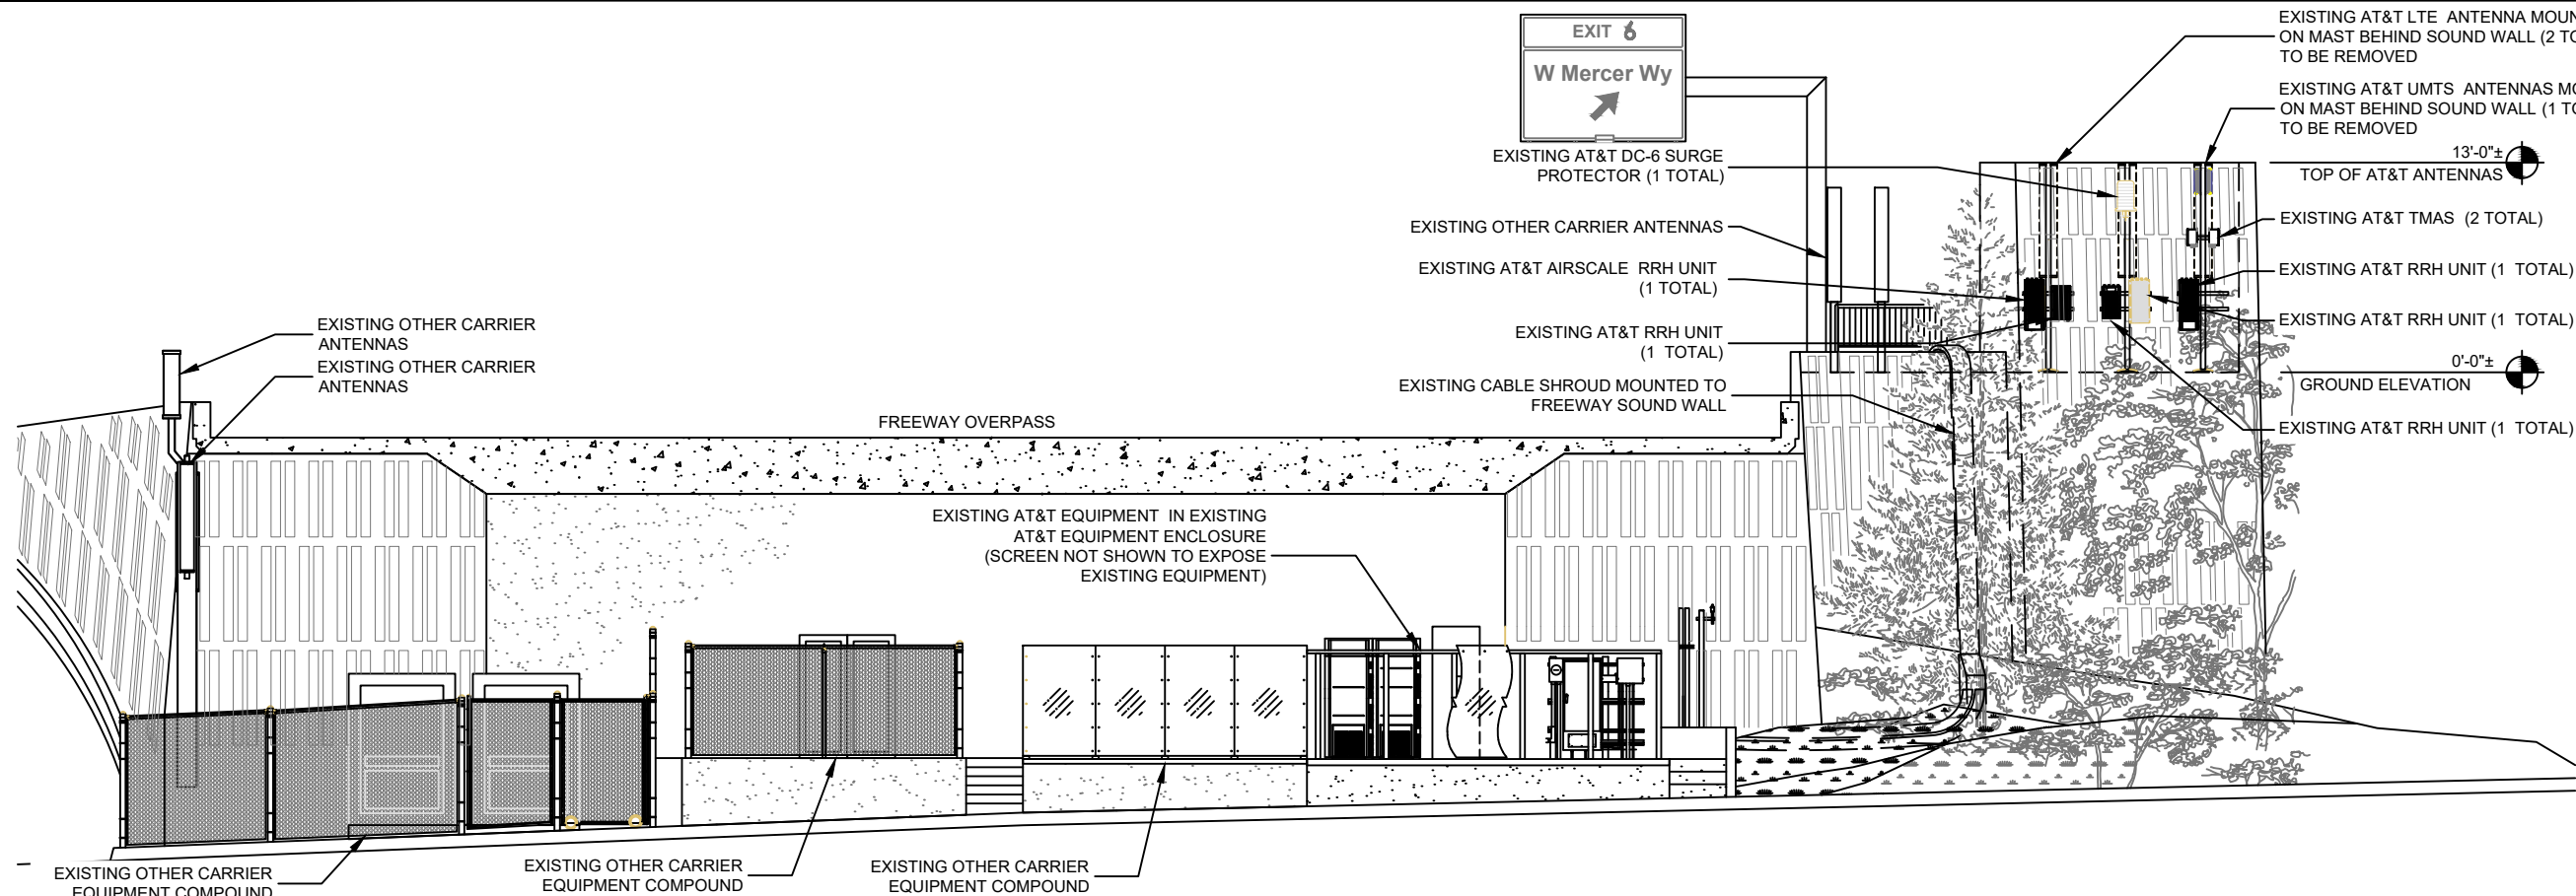 EXIT 6
W Mercer Wy
EXISTING AT&T LTE ANTENNA
ON MAST BEHIND SOUND WALL (2
TO BE REMOVED
EXISTING AT&T UMTS ANTENNAS
ON MAST BEHIND SOUND WALL (1
TO BE REMOVED
13'-0"±
TOP OF AT&T ANTENNAS
EXISTING AT&T TMAS (2 TOTAL)
EXISTING AT&T RRH UNIT (1 TOTAL)
EXISTING AT&T RRH UNIT (1 TOTAL)
0'-0"±
GROUND ELEVATION
EXISTING AT&T RRH UNIT (1 TOTAL)
EXISTING AT&T DC-6 SURGE
PROTECTOR (1 TOTAL)
EXISTING OTHER CARRIER ANTENNAS
EXISTING AT&T AIRSCALE RRH UNIT
(1 TOTAL)
EXISTING AT&T RRH UNIT
(1 TOTAL)
EXISTING CABLE SHROUD MOUNTED TO
FREEWAY SOUND WALL
EXISTING OTHER CARRIER
ANTENNAS
EXISTING OTHER CARRIER
ANTENNAS
FREEWAY OVERPASS
EXISTING AT&T EQUIPMENT IN EXISTING
AT&T EQUIPMENT ENCLOSURE
(SCREEN NOT SHOWN TO EXPOSE
EXISTING EQUIPMENT)
EXISTING OTHER CARRIER
EQUIPMENT COMPOUND
EXISTING OTHER CARRIER
EQUIPMENT COMPOUND
EXISTING OTHER CARRIER
EQUIPMENT COMPOUND